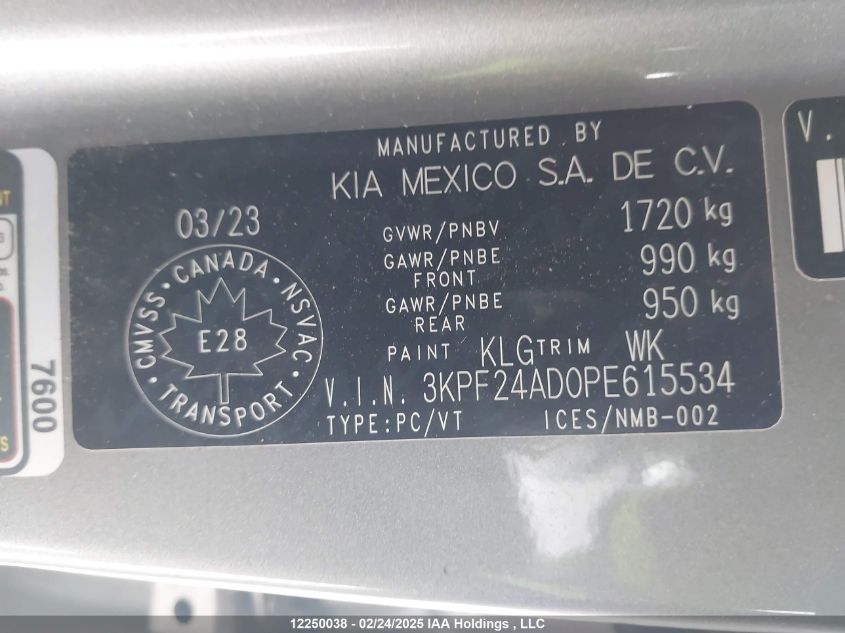 MANUFACTURED BY
KIA MEXICO S.A. DE C.V.
03/23
GVWR/PNBV 1720 kg
GAWR/PNBE FRONT 990 kg
GAWR/PNBE REAR 950 kg
PAINT KLG TRIM WK
V.I.N. 3KPF24AD0PE615534
TYPE:PC/VT ICES/NMB-002
CMVSS · CANADA · NSVAC
E28
TRANSPORT
7600
V.
12250038 - 02/24/2025 IAA Holdings , LLC